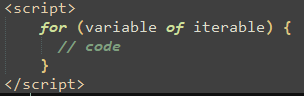 <script>
    for (variable of iterable) {
      // code
    }
</script>